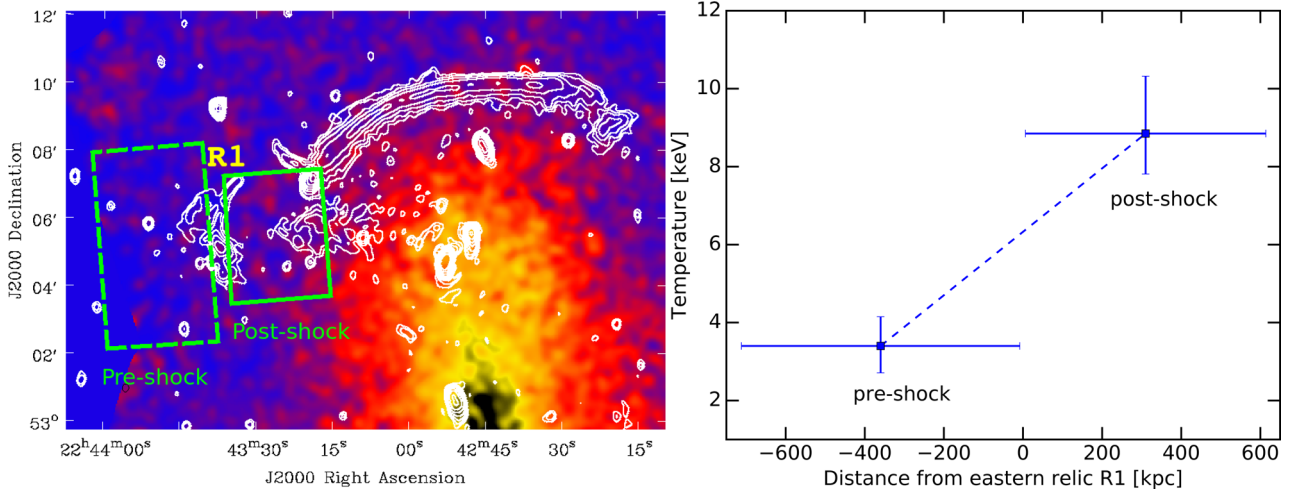 12′
10′
08′
06′
04′
02′
53°
J2000 Declination
R1
Post-shock
Pre-shock
22ʰ44ᵐ00ˢ 43ᵐ30ˢ 15ˢ 00ˢ 42ᵐ45ˢ 30ˢ 15ˢ
J2000 Right Ascension
12
10
8
6
4
2
Temperature [keV]
post-shock
pre-shock
−600 −400 −200 0 200 400 600
Distance from eastern relic R1 [kpc]